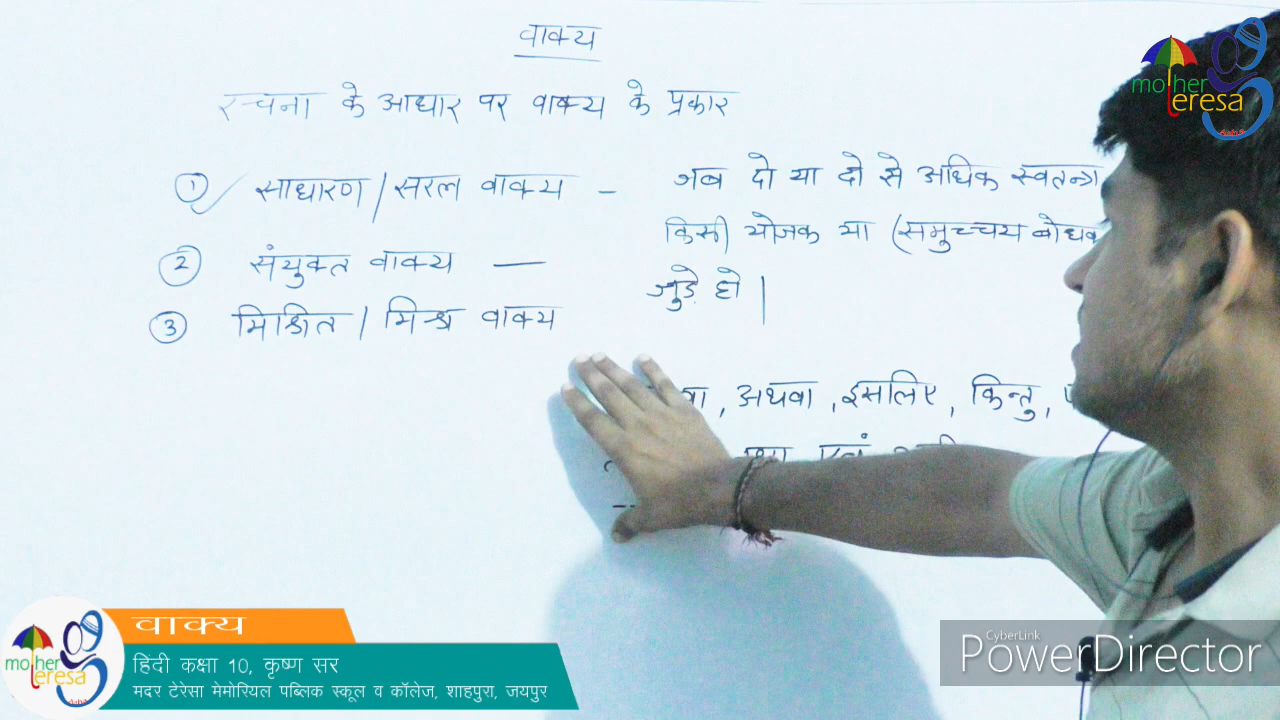 वाक्य
रचना के आधार पर वाक्य के प्रकार
① साधारण / सरल वाक्य – जब दो या दो से अधिक स्वतन्त्र
किसी योजक या (समुच्चय बोधक
② संयुक्त वाक्य —
जुड़े हो |
③ मिश्रित / मिश्र वाक्य
, अथवा , इसलिए , किन्तु ,
एवं
mother
teresa
वाक्य
हिंदी कक्षा 10, कृष्ण सर
मदर टेरेसा मेमोरियल पब्लिक स्कूल व कॉलेज, शाहपुरा, जयपुर
mother
teresa
CyberLink
PowerDirector